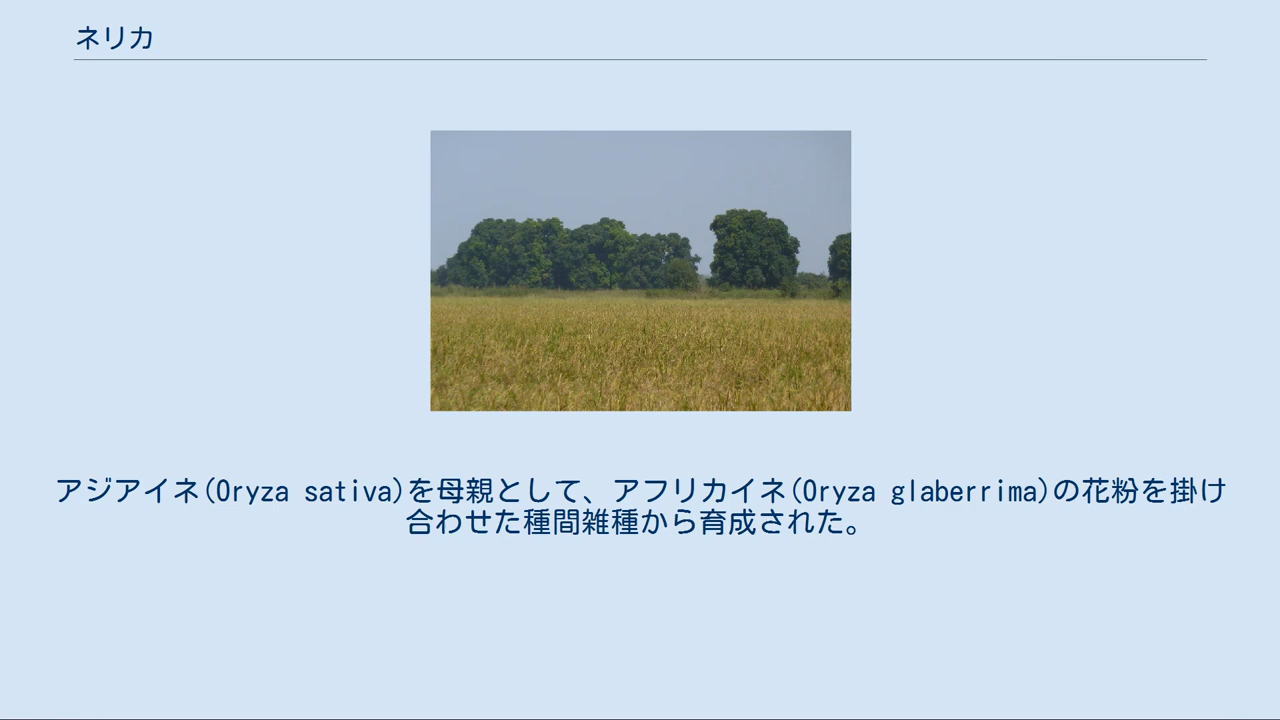 ネリカ
アジアイネ(Oryza sativa)を母親として、アフリカイネ(Oryza glaberrima)の花粉を掛け
合わせた種間雑種から育成された。